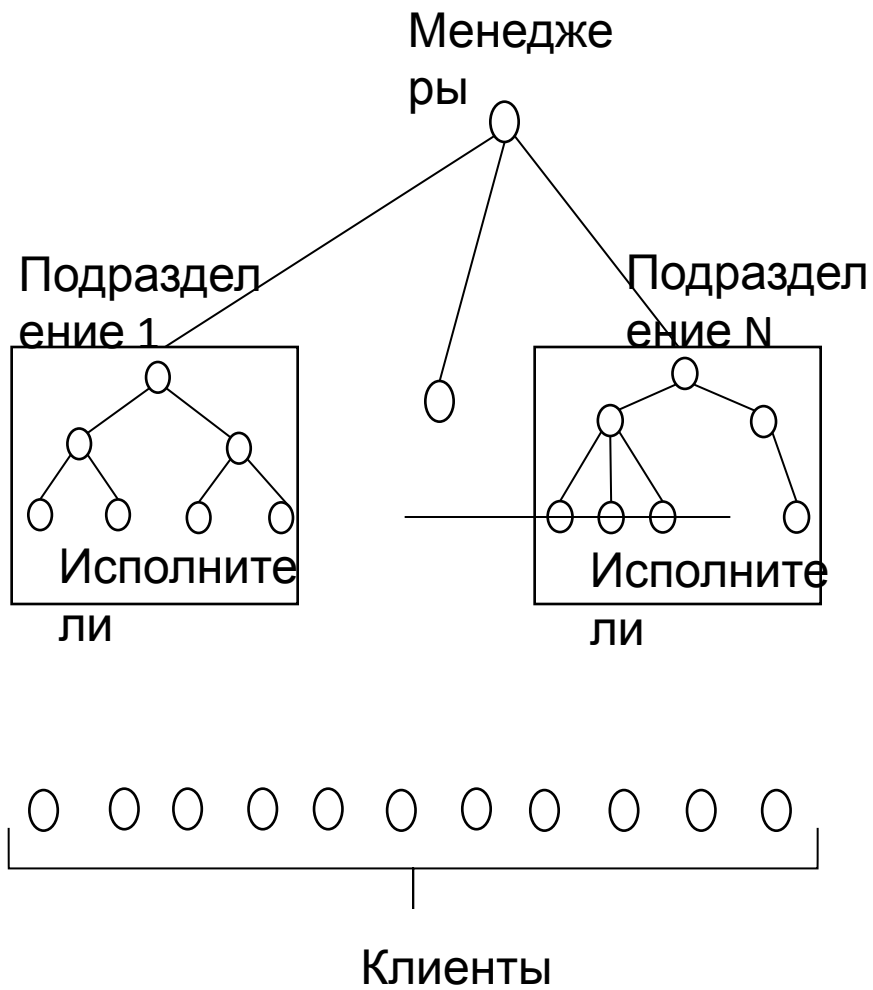 Менедже
ры
Подраздел
ение 1
Подраздел
ение N
Исполните
ли
Исполните
ли
Клиенты